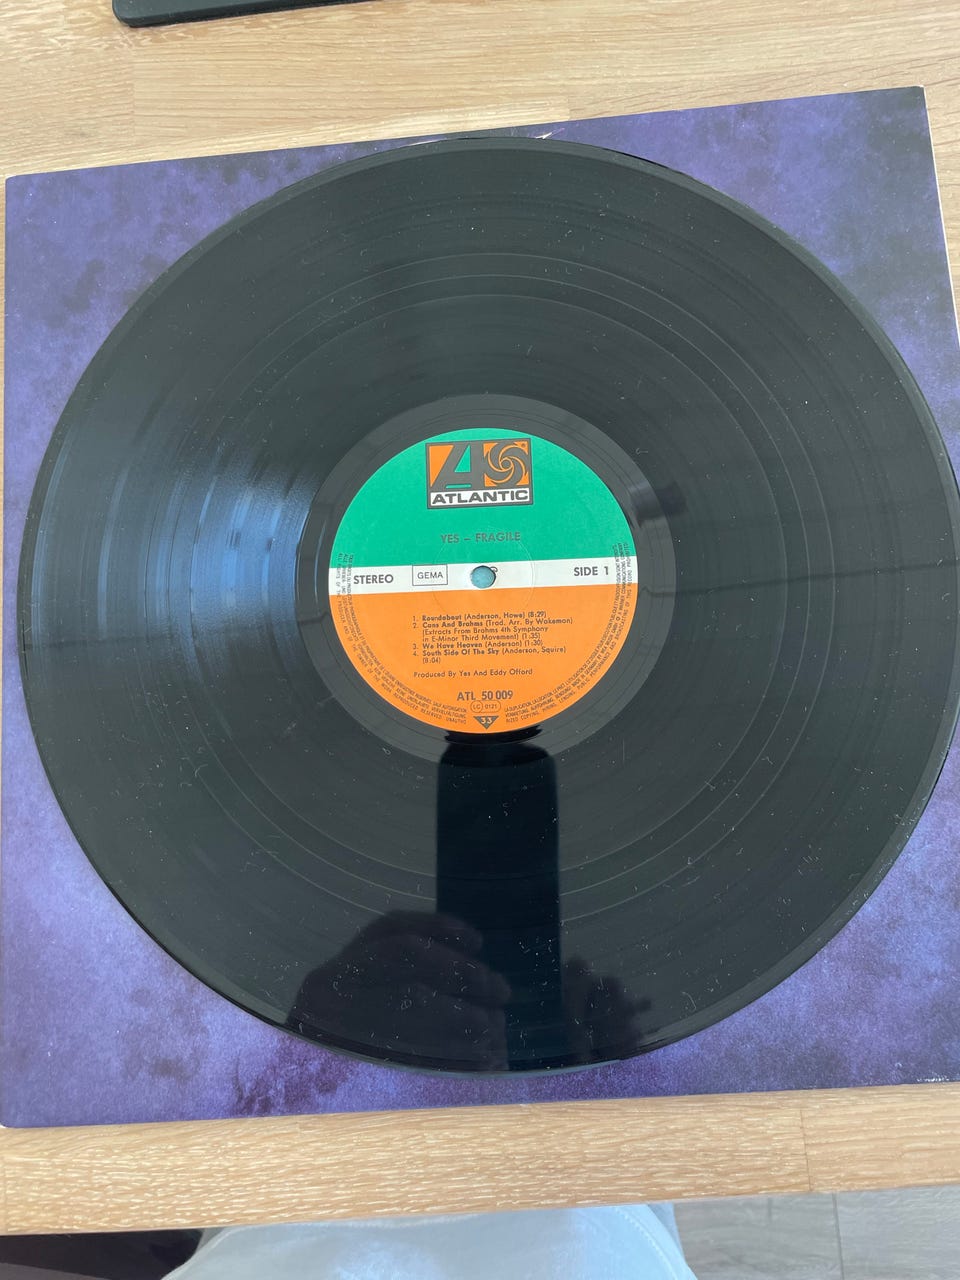 ATLANTIC
YES – FRAGILE
STEREO GEMA SIDE 1
1. Roundabout (Anderson, Howe) (8:29)
2. Cans And Brahms (Trad. Arr. By Wakeman)
(Extracts From Brahms 4th Symphony
in E-Minor Third Movement) (1:35)
3. We Have Heaven (Anderson) (1:30)
4. South Side Of The Sky (Anderson, Squire)
(8:04)
Produced By Yes And Eddy Offord
ATL 50 009
LC 0121
33